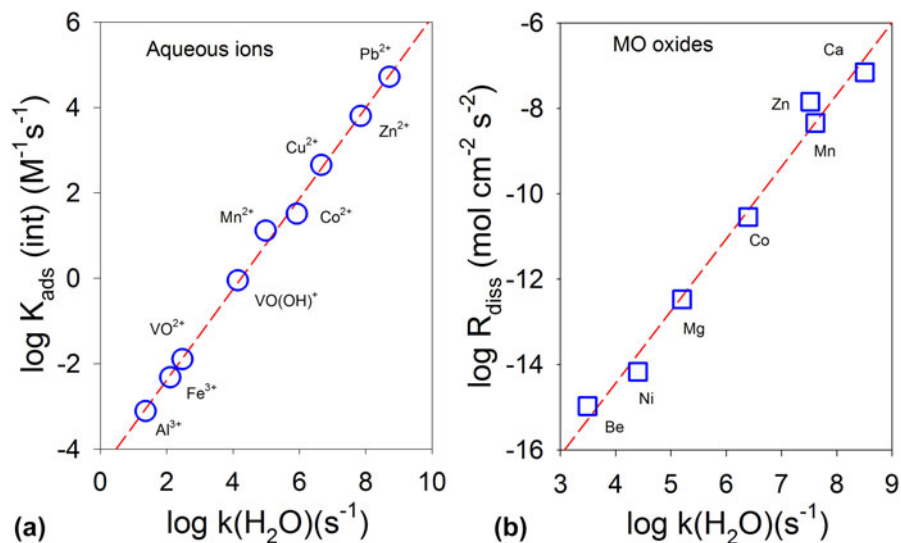 Aqueous ions
log K_ads (int) (M⁻¹s⁻¹)
6
4
2
0
-2
-4
Pb²⁺
Zn²⁺
Cu²⁺
Mn²⁺
Co²⁺
VO(OH)⁺
VO²⁺
Fe³⁺
Al³⁺
0 2 4 6 8 10
(a) log k(H₂O)(s⁻¹)
MO oxides
log R_diss (mol cm⁻² s⁻²)
-6
-8
-10
-12
-14
-16
Ca
Zn
Mn
Co
Mg
Ni
Be
3 4 5 6 7 8 9
(b) log k(H₂O)(s⁻¹)